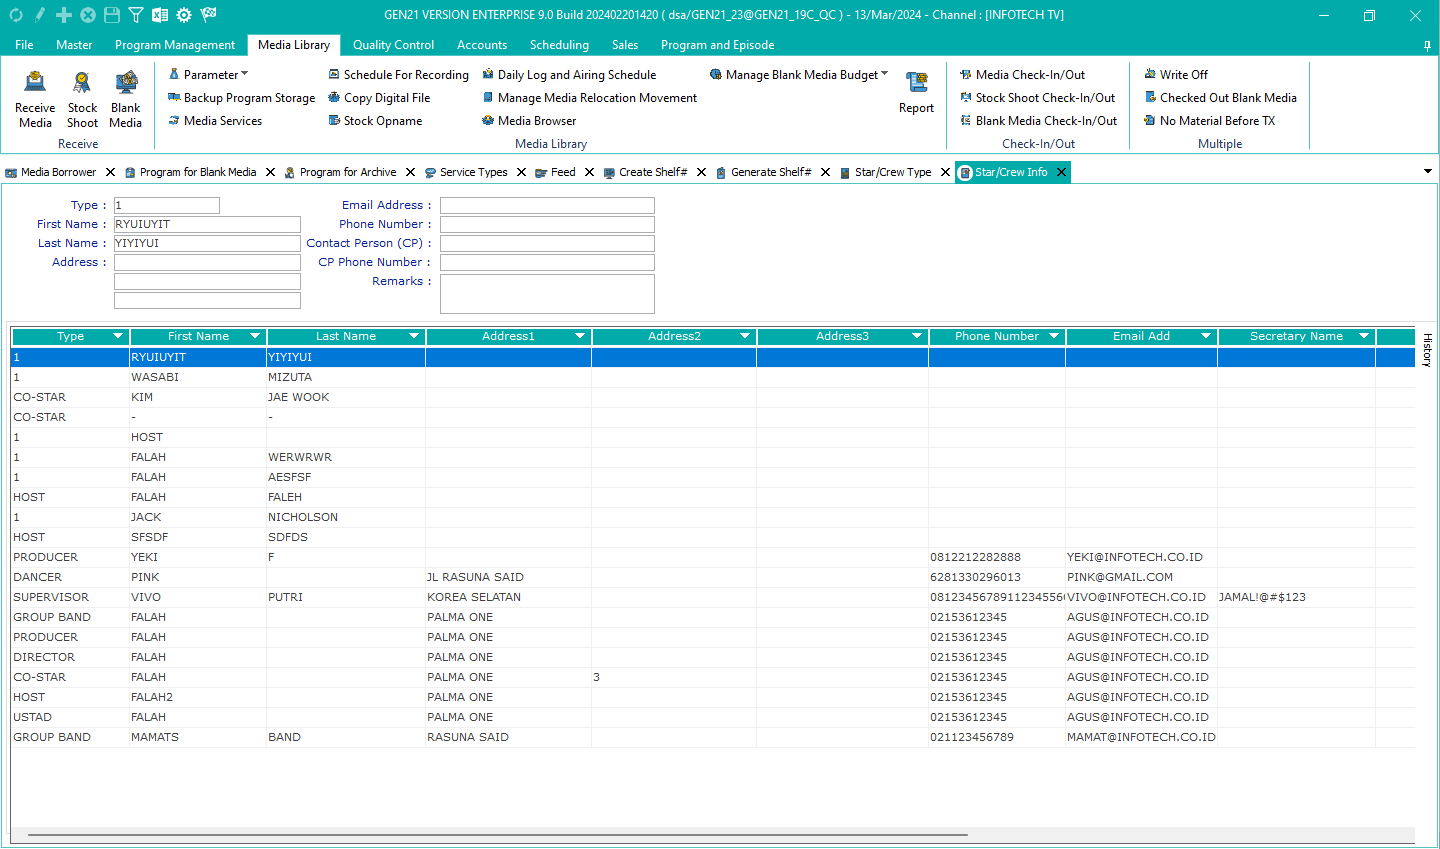 GEN21 VERSION ENTERPRISE 9.0 Build 202402201420 ( dsa/GEN21_23@GEN21_19C_QC ) - 13/Mar/2024 - Channel : [INFOTECH TV]
File Master Program Management Media Library Quality Control Accounts Scheduling Sales Program and Episode
Receive Media
Stock Shoot
Blank Media
Receive
Parameter
Backup Program Storage
Media Services
Schedule For Recording
Copy Digital File
Stock Opname
Daily Log and Airing Schedule
Manage Media Relocation Movement
Media Browser
Manage Blank Media Budget
Report
Media Library
Media Check-In/Out
Stock Shoot Check-In/Out
Blank Media Check-In/Out
Check-In/Out
Write Off
Checked Out Blank Media
No Material Before TX
Multiple
Media Borrower Program for Blank Media Program for Archive Service Types Feed Create Shelf# Generate Shelf# Star/Crew Type Star/Crew Info
Type : 1
First Name : RYUIUYIT
Last Name : YIYIYUI
Address :
Email Address :
Phone Number :
Contact Person (CP) :
CP Phone Number :
Remarks :
Type First Name Last Name Address1 Address2 Address3 Phone Number Email Add Secretary Name
1 RYUIUYIT YIYIYUI
1 WASABI MIZUTA
CO-STAR KIM JAE WOOK
CO-STAR - -
1 HOST
1 FALAH WERWRWR
1 FALAH AESFSF
HOST FALAH FALEH
1 JACK NICHOLSON
HOST SFSDF SDFDS
PRODUCER YEKI F 0812212282888 YEKI@INFOTECH.CO.ID
DANCER PINK JL RASUNA SAID 6281330296013 PINK@GMAIL.COM
SUPERVISOR VIVO PUTRI KOREA SELATAN 08123456789112345566 VIVO@INFOTECH.CO.ID JAMAL!@#$123
GROUP BAND FALAH PALMA ONE 02153612345 AGUS@INFOTECH.CO.ID
PRODUCER FALAH PALMA ONE 02153612345 AGUS@INFOTECH.CO.ID
DIRECTOR FALAH PALMA ONE 02153612345 AGUS@INFOTECH.CO.ID
CO-STAR FALAH PALMA ONE 3 02153612345 AGUS@INFOTECH.CO.ID
HOST FALAH2 PALMA ONE 02153612345 AGUS@INFOTECH.CO.ID
USTAD FALAH PALMA ONE 02153612345 AGUS@INFOTECH.CO.ID
GROUP BAND MAMATS BAND RASUNA SAID 021123456789 MAMAT@INFOTECH.CO.ID
History